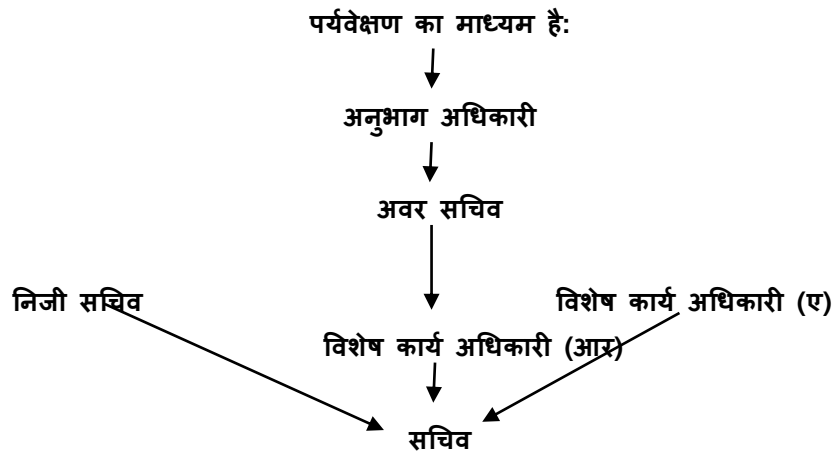 पर्यवेक्षण का माध्यम है:
अनुभाग अधिकारी
अवर सचिव
निजी सचिव
विशेष कार्य अधिकारी (ए)
विशेष कार्य अधिकारी (आर)
सचिव